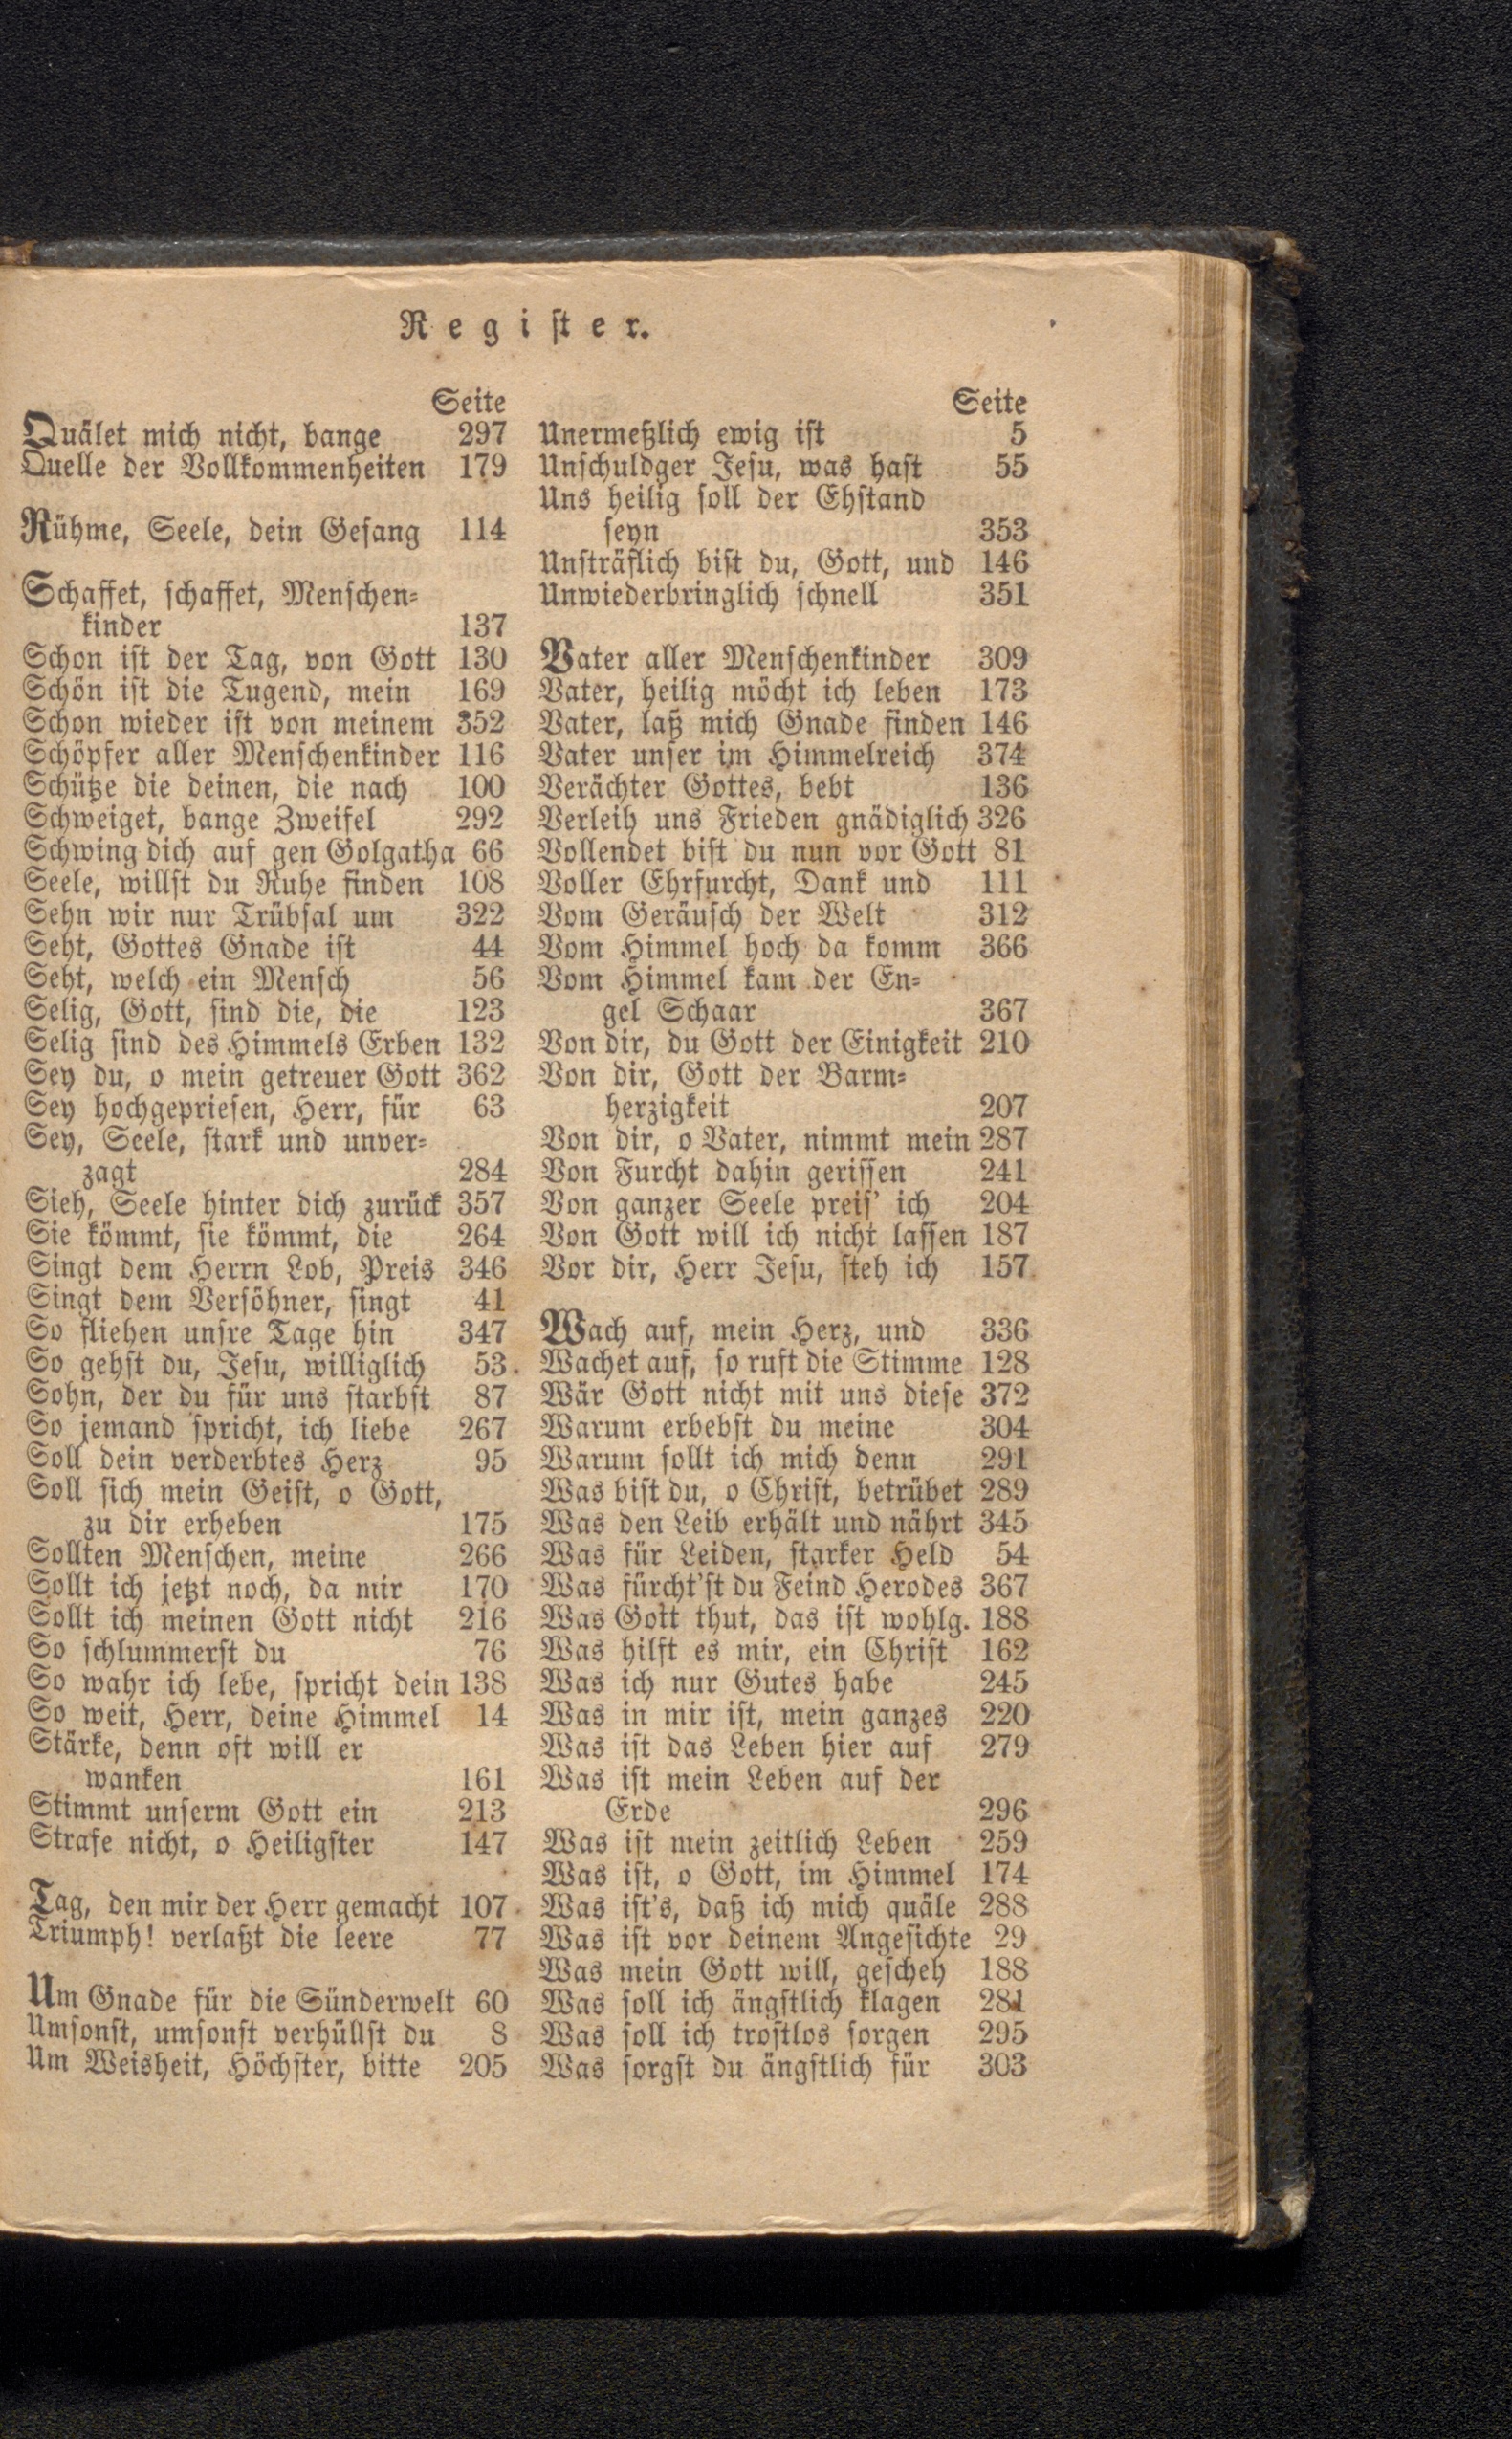 Register.
Seite
Quälet mich nicht, bange 297
Quelle der Vollkommenheiten 179
Rühme, Seele, dein Gesang 114
Schaffet, schaffet, Menschen=
kinder 137
Schon ist der Tag, von Gott 130
Schön ist die Tugend, mein 169
Schon wieder ist von meinem 352
Schöpfer aller Menschenkinder 116
Schütze die deinen, die nach 100
Schweiget, bange Zweifel 292
Schwing dich auf gen Golgatha 66
Seele, willst du Ruhe finden 108
Sehn wir nur Trübsal um 322
Seht, Gottes Gnade ist 44
Seht, welch ein Mensch 56
Selig, Gott, sind die, die 123
Selig sind des Himmels Erben 132
Sey du, o mein getreuer Gott 362
Sey hochgepriesen, Herr, für 63
Sey, Seele, stark und unver=
zagt 284
Sieh, Seele hinter dich zurück 357
Sie kömmt, sie kömmt, die 264
Singt dem Herrn Lob, Preis 346
Singt dem Versöhner, singt 41
So fliehen unsre Tage hin 347
So gehst du, Jesu, williglich 53
Sohn, der du für uns starbst 87
So jemand spricht, ich liebe 267
Soll dein verderbtes Herz 95
Soll sich mein Geist, o Gott,
zu dir erheben 175
Sollten Menschen, meine 266
Sollt ich jetzt noch, da mir 170
Sollt ich meinen Gott nicht 216
So schlummerst du 76
So wahr ich lebe, spricht dein 138
So weit, Herr, deine Himmel 14
Stärke, denn oft will er
wanken 161
Stimmt unserm Gott ein 213
Strafe nicht, o Heiligster 147
Tag, den mir der Herr gemacht 107
Triumph! verlaßt die leere 77
Um Gnade für die Sünderwelt 60
Umsonst, umsonst verhüllst du 8
Um Weisheit, Höchster, bitte 205
Seite
Unermeßlich ewig ist 5
Unschuldger Jesu, was hast 55
Uns heilig soll der Ehstand
seyn 353
Unsträflich bist du, Gott, und 146
Unwiederbringlich schnell 351
Vater aller Menschenkinder 309
Vater, heilig möcht ich leben 173
Vater, laß mich Gnade finden 146
Vater unser im Himmelreich 374
Verächter Gottes, bebt 136
Verleih uns Frieden gnädiglich 326
Vollendet bist du nun vor Gott 81
Voller Ehrfurcht, Dank und 111
Vom Geräusch der Welt 312
Vom Himmel hoch da komm 366
Vom Himmel kam der En=
gel Schaar 367
Von dir, du Gott der Einigkeit 210
Von dir, Gott der Barm=
herzigkeit 207
Von dir, o Vater, nimmt mein 287
Von Furcht dahin gerissen 241
Von ganzer Seele preis' ich 204
Von Gott will ich nicht lassen 187
Vor dir, Herr Jesu, steh ich 157
Wach auf, mein Herz, und 336
Wachet auf, so ruft die Stimme 128
Wär Gott nicht mit uns diese 372
Warum erbebst du meine 304
Warum sollt ich mich denn 291
Was bist du, o Christ, betrübet 289
Was den Leib erhält und nährt 345
Was für Leiden, starker Held 54
Was fürcht'st du Feind Herodes 367
Was Gott thut, das ist wohlg. 188
Was hilft es mir, ein Christ 162
Was ich nur Gutes habe 245
Was in mir ist, mein ganzes 220
Was ist das Leben hier auf 279
Was ist mein Leben auf der
Erde 296
Was ist mein zeitlich Leben 259
Was ist, o Gott, im Himmel 174
Was ist's, daß ich mich quäle 288
Was ist vor deinem Angesichte 29
Was mein Gott will, gescheh 188
Was soll ich ängstlich klagen 281
Was soll ich trostlos sorgen 295
Was sorgst du ängstlich für 303